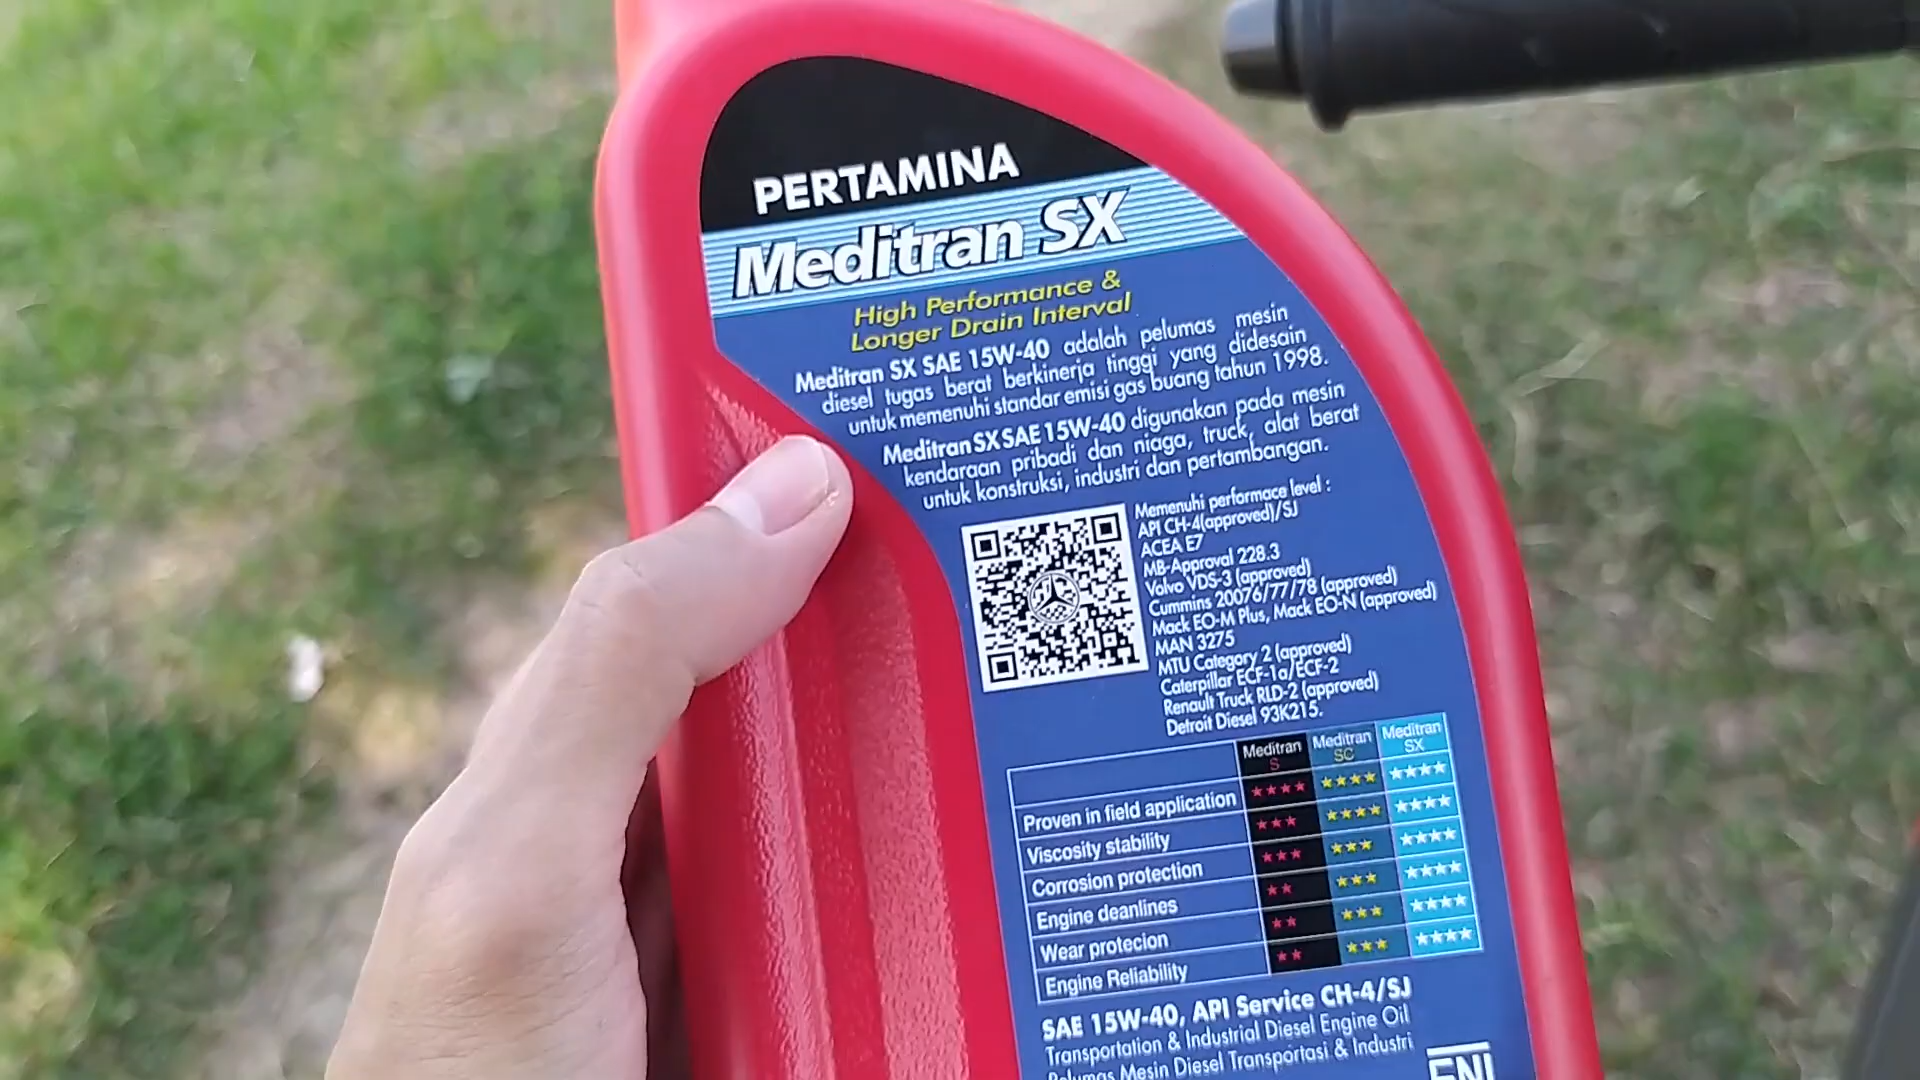 PERTAMINA
Meditran SX
High Performance &
Longer Drain Interval
Meditran SX SAE 15W-40 adalah pelumas mesin
diesel tugas berat berkinerja tinggi yang didesain
untuk memenuhi standar emisi gas buang tahun 1998.
Meditran SX SAE 15W-40 digunakan pada mesin
kendaraan pribadi dan niaga, truck, alat berat
untuk konstruksi, industri dan pertambangan.
Memenuhi performace level :
API CH-4(approved)/SJ
ACEA E7
MB-Approval 228.3
Volvo VDS-3 (approved)
Cummins 20076/77/78 (approved)
Mack EO-M Plus, Mack EO-N (approved)
MAN 3275
MTU Category 2 (approved)
Caterpillar ECF-1a/ECF-2
Renault Truck RLD-2 (approved)
Detroit Diesel 93K215.
Meditran S Meditran SC Meditran SX
Proven in field application ★★★★ ★★★★ ★★★★
Viscosity stability ★★★ ★★★★ ★★★★
Corrosion protection ★★★ ★★★ ★★★★
Engine deanlines ★★ ★★★ ★★★★
Wear protecion ★★ ★★★ ★★★★
Engine Reliability ★★ ★★★ ★★★★
SAE 15W-40, API Service CH-4/SJ
Transportation & Industrial Diesel Engine Oil
Pelumas Mesin Diesel Transportasi & Industri